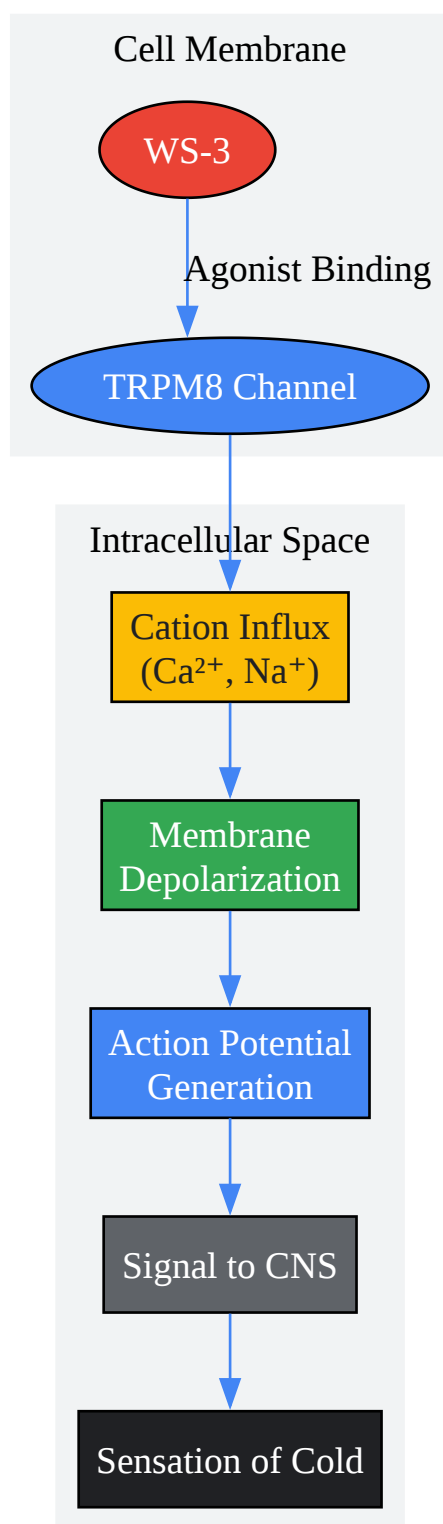 Cell Membrane
WS-3
Agonist Binding
TRPM8 Channel
Intracellular Space
Cation Influx
(Ca²⁺, Na⁺)
Membrane
Depolarization
Action Potential
Generation
Signal to CNS
Sensation of Cold